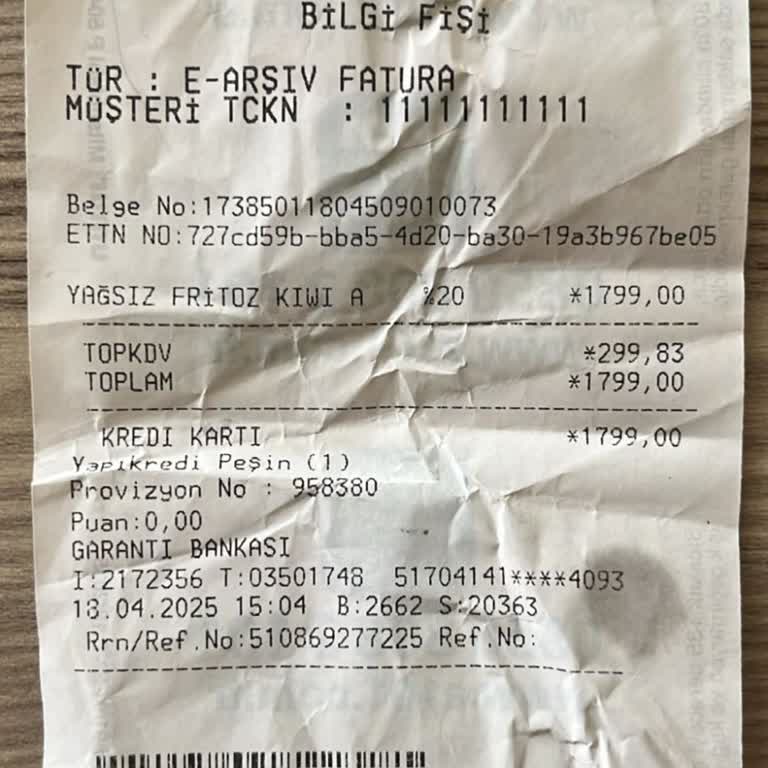 BİLGİ FİŞİ
TÜR : E-ARŞIV FATURA
MÜŞTERİ TCKN : 11111111111
Belge No:17385011804509010073
ETTN NO:727cd59b-bba5-4d20-ba30-19a3b967be05
YAĞSIZ FRİTÖZ KIWI A %20 *1799,00
TOPKDV *299,83
TOPLAM *1799,00
KREDI KARTI *1799,00
Yapıkredi Peşin (1)
Provizyon No : 958380
Puan:0,00
GARANTI BANKASI
I:2172356 T:03501748 51704141****4093
18.04.2025 15:04 B:2662 S:20363
Rrn/Ref.No:510869277225 Ref.No: